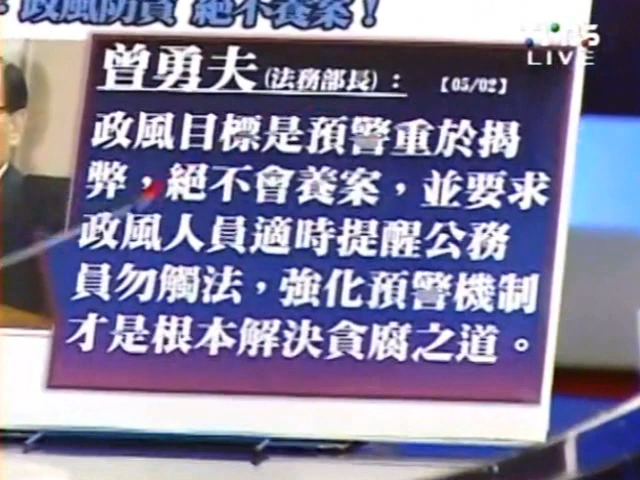 政風防貪 絕不養案！
曾勇夫(法務部長)： 【05/02】
政風目標是預警重於揭
弊，絕不會養案，並要求
政風人員適時提醒公務
員勿觸法，強化預警機制
才是根本解決貪腐之道。
LIVE